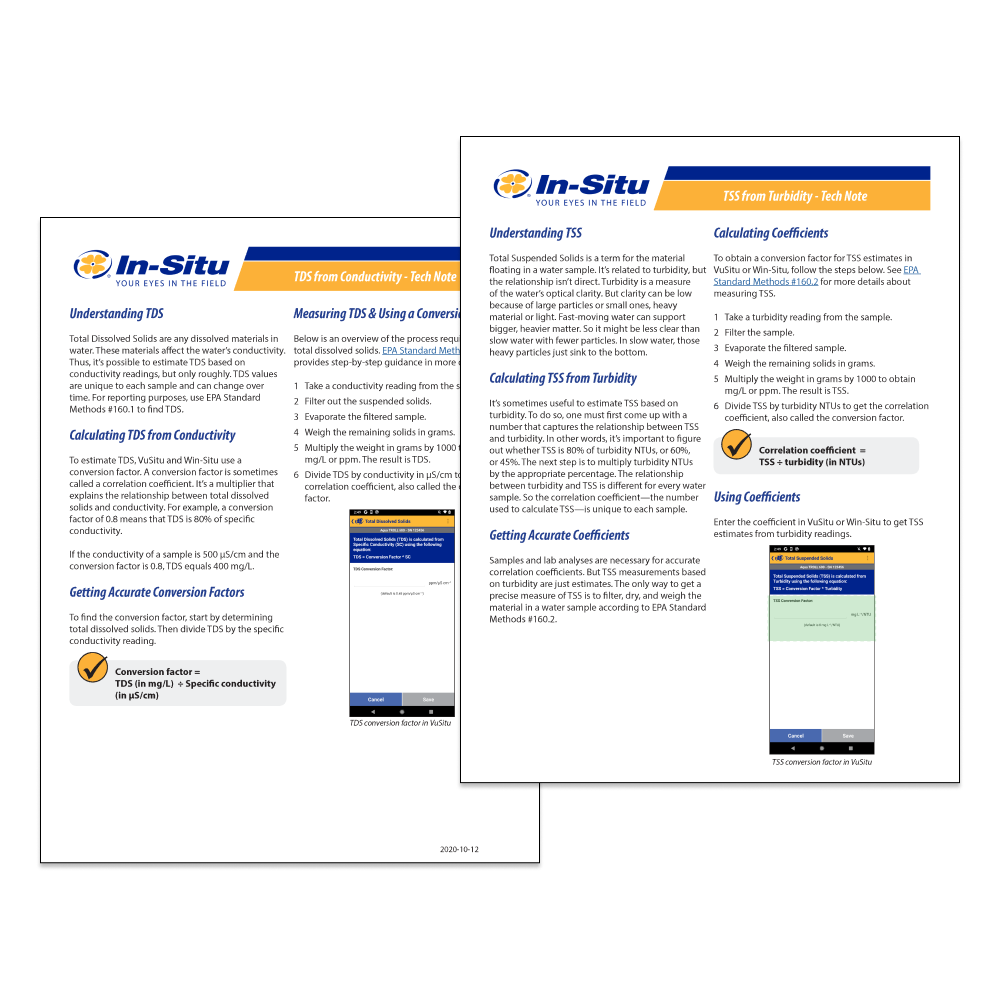 In-Situ
YOUR EYES IN THE FIELD
TDS from Conductivity - Tech Note
Understanding TDS
Total Dissolved Solids are any dissolved materials in
water. These materials affect the water's conductivity.
Thus, it's possible to estimate TDS based on
conductivity readings, but only roughly. TDS values
are unique to each sample and can change over
time. For reporting purposes, use EPA Standard
Methods #160.1 to find TDS.
Calculating TDS from Conductivity
To estimate TDS, VuSitu and Win-Situ use a
conversion factor. A conversion factor is sometimes
called a correlation coefficient. It's a multiplier that
explains the relationship between total dissolved
solids and conductivity. For example, a conversion
factor of 0.8 means that TDS is 80% of specific
conductivity.
If the conductivity of a sample is 500 µS/cm and the
conversion factor is 0.8, TDS equals 400 mg/L.
Getting Accurate Conversion Factors
To find the conversion factor, start by determining
total dissolved solids. Then divide TDS by the specific
conductivity reading.
Conversion factor =
TDS (in mg/L) ÷ Specific conductivity
(in µS/cm)
Measuring TDS & Using a Conversi
Below is an overview of the process requ
total dissolved solids. EPA Standard Meth
provides step-by-step guidance in more
1 Take a conductivity reading from the s
2 Filter out the suspended solids.
3 Evaporate the filtered sample.
4 Weigh the remaining solids in grams.
5 Multiply the weight in grams by 1000 t
mg/L or ppm. The result is TDS.
6 Divide TDS by conductivity in µS/cm to
correlation coefficient, also called the
factor.
2:49
Total Dissolved Solids
Aqua TROLL 600 - SN 123456
Total Dissolved Solids (TDS) is calculated from
Specific Conductivity (SC) using the following
equation:
TDS = Conversion Factor * SC
TDS Conversion Factor
Cancel Save
TDS conversion factor in VuSitu
2020-10-12
In-Situ
YOUR EYES IN THE FIELD
TSS from Turbidity - Tech Note
Understanding TSS
Total Suspended Solids is a term for the material
floating in a water sample. It's related to turbidity, but
the relationship isn't direct. Turbidity is a measure
of the water's optical clarity. But clarity can be low
because of large particles or small ones, heavy
material or light. Fast-moving water can support
bigger, heavier matter. So it might be less clear than
slow water with fewer particles. In slow water, those
heavy particles just sink to the bottom.
Calculating TSS from Turbidity
It's sometimes useful to estimate TSS based on
turbidity. To do so, one must first come up with a
number that captures the relationship between TSS
and turbidity. In other words, it's important to figure
out whether TSS is 80% of turbidity NTUs, or 60%,
or 45%. The next step is to multiply turbidity NTUs
by the appropriate percentage. The relationship
between turbidity and TSS is different for every water
sample. So the correlation coefficient—the number
used to calculate TSS—is unique to each sample.
Getting Accurate Coefficients
Samples and lab analyses are necessary for accurate
correlation coefficients. But TSS measurements based
on turbidity are just estimates. The only way to get a
precise measure of TSS is to filter, dry, and weigh the
material in a water sample according to EPA Standard
Methods #160.2.
Calculating Coefficients
To obtain a conversion factor for TSS estimates in
VuSitu or Win-Situ, follow the steps below. See EPA
Standard Methods #160.2 for more details about
measuring TSS.
1 Take a turbidity reading from the sample.
2 Filter the sample.
3 Evaporate the filtered sample.
4 Weigh the remaining solids in grams.
5 Multiply the weight in grams by 1000 to obtain
mg/L or ppm. The result is TSS.
6 Divide TSS by turbidity NTUs to get the correlation
coefficient, also called the conversion factor.
Correlation coefficient =
TSS ÷ turbidity (in NTUs)
Using Coefficients
Enter the coefficient in VuSitu or Win-Situ to get TSS
estimates from turbidity readings.
2:49
Total Suspended Solids
Aqua TROLL 600 - SN 123456
Total Suspended Solids (TSS) is calculated from
Turbidity using the following equation:
TSS = Conversion Factor * Turbidity
TSS Conversion Factor
Cancel Save
TSS conversion factor in VuSitu